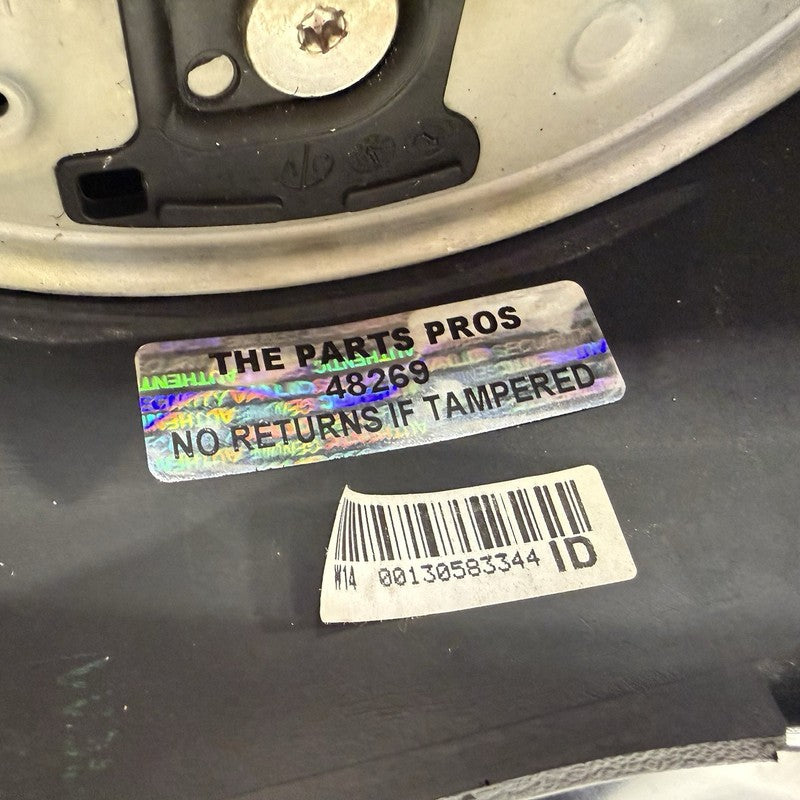 THE PARTS PROS
48269
NO RETURNS IF TAMPERED
W14 00130583344 ID